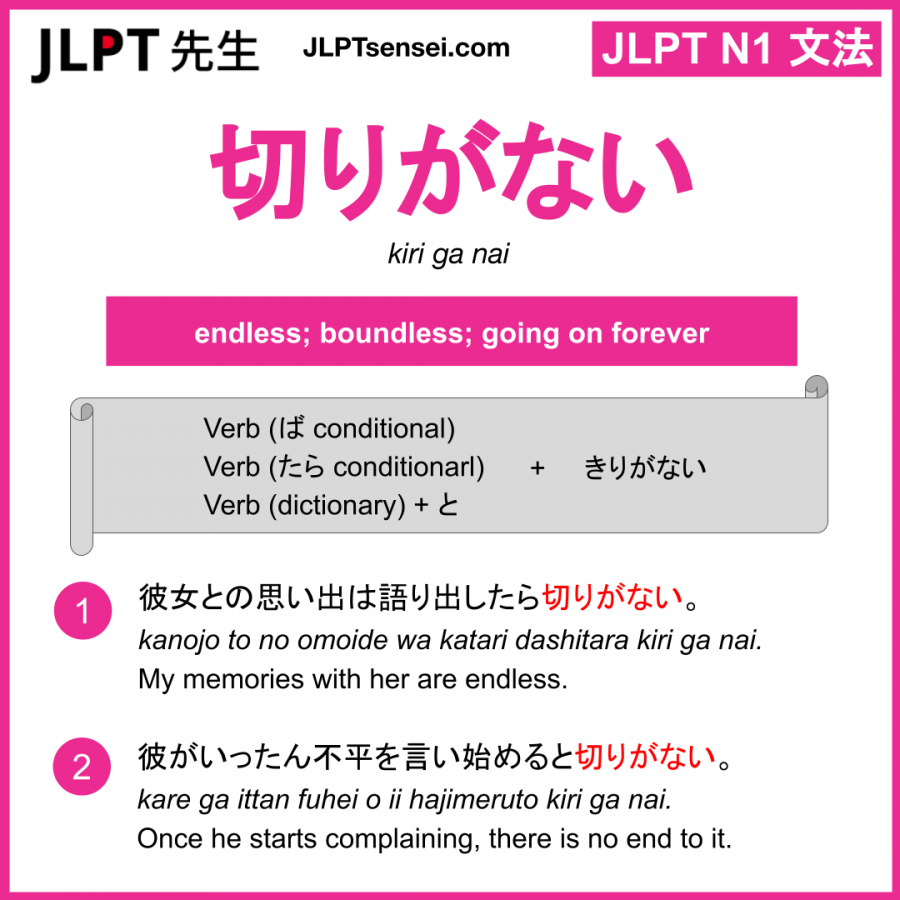 JLPT 先生
JLPTsensei.com
JLPT N1 文法
切りがない
kiri ga nai
endless; boundless; going on forever
Verb (ば conditional)
Verb (たら conditionarl) + きりがない
Verb (dictionary) + と
1
彼女との思い出は語り出したら切りがない。
kanojo to no omoide wa katari dashitara kiri ga nai.
My memories with her are endless.
2
彼がいったん不平を言い始めると切りがない。
kare ga ittan fuhei o ii hajimeruto kiri ga nai.
Once he starts complaining, there is no end to it.